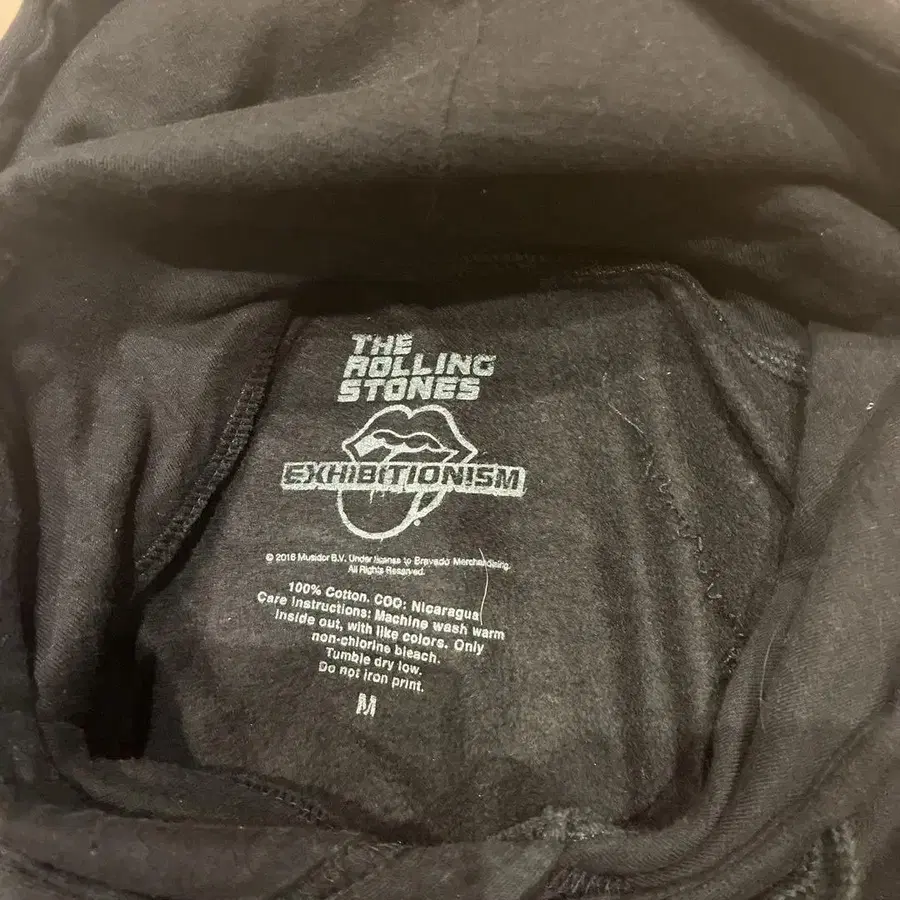 THE
ROLLING
STONES
EXHIBITIONISM
© 2016 Musidor B.V. Under license to Bravado Merchandising.
All Rights Reserved.
100% Cotton. COO: Nicaragua
Care Instructions: Machine wash warm
inside out, with like colors. Only
non-chlorine bleach.
Tumble dry low.
Do not iron print.
M